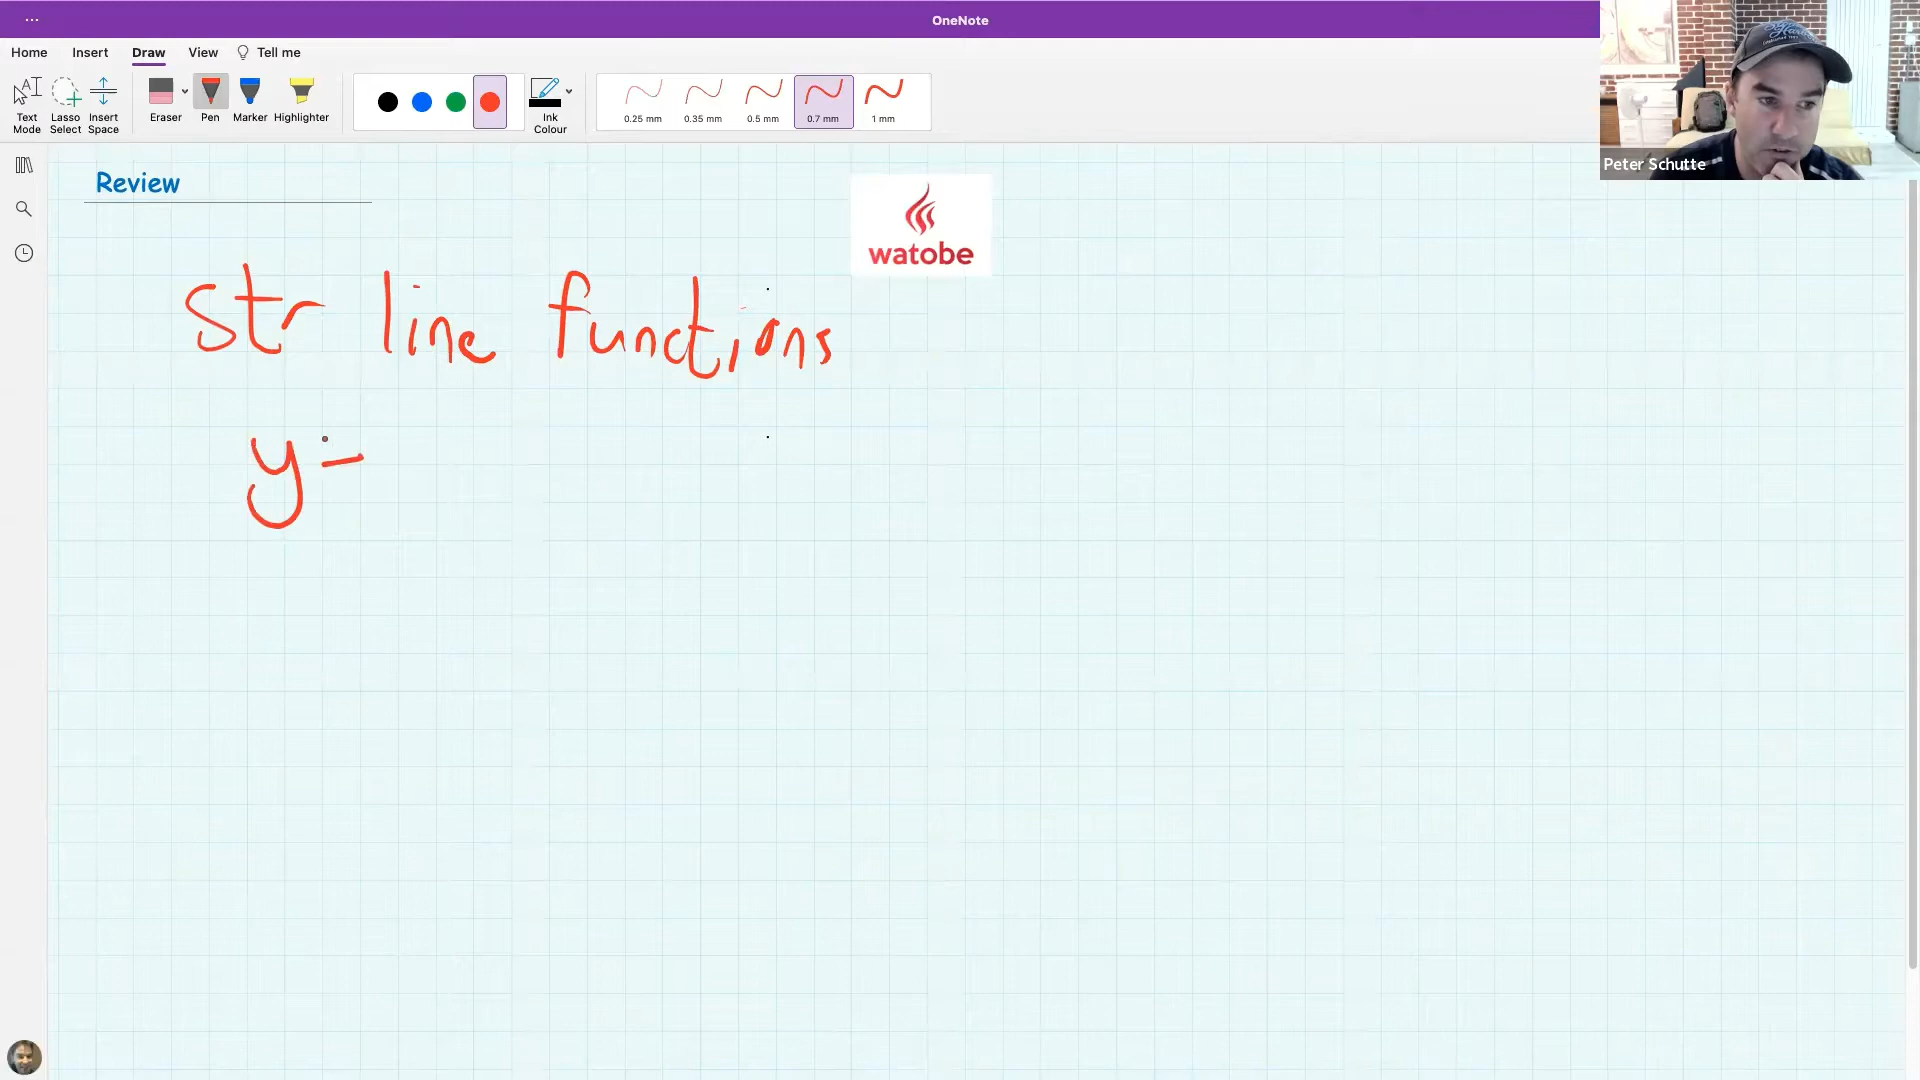 OneNote
Home Insert Draw View Tell me
Text Mode
Lasso Select
Insert Space
Eraser
Pen
Marker
Highlighter
Ink Colour
0.25 mm
0.35 mm
0.5 mm
0.7 mm
1 mm
Peter Schutte
Review
watobe
str line functions
y =